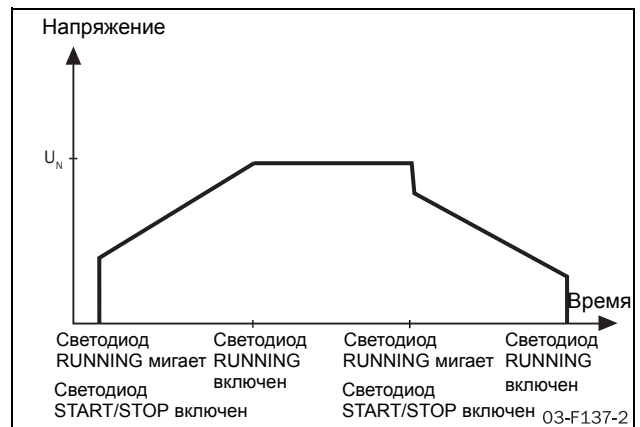 Напряжение
U_N
Время
Светодиод
RUNNING мигает
Светодиод
START/STOP включен
Светодиод
RUNNING
включен
Светодиод
RUNNING мигает
Светодиод
START/STOP включен
Светодиод
RUNNING
включен
03-F137-2